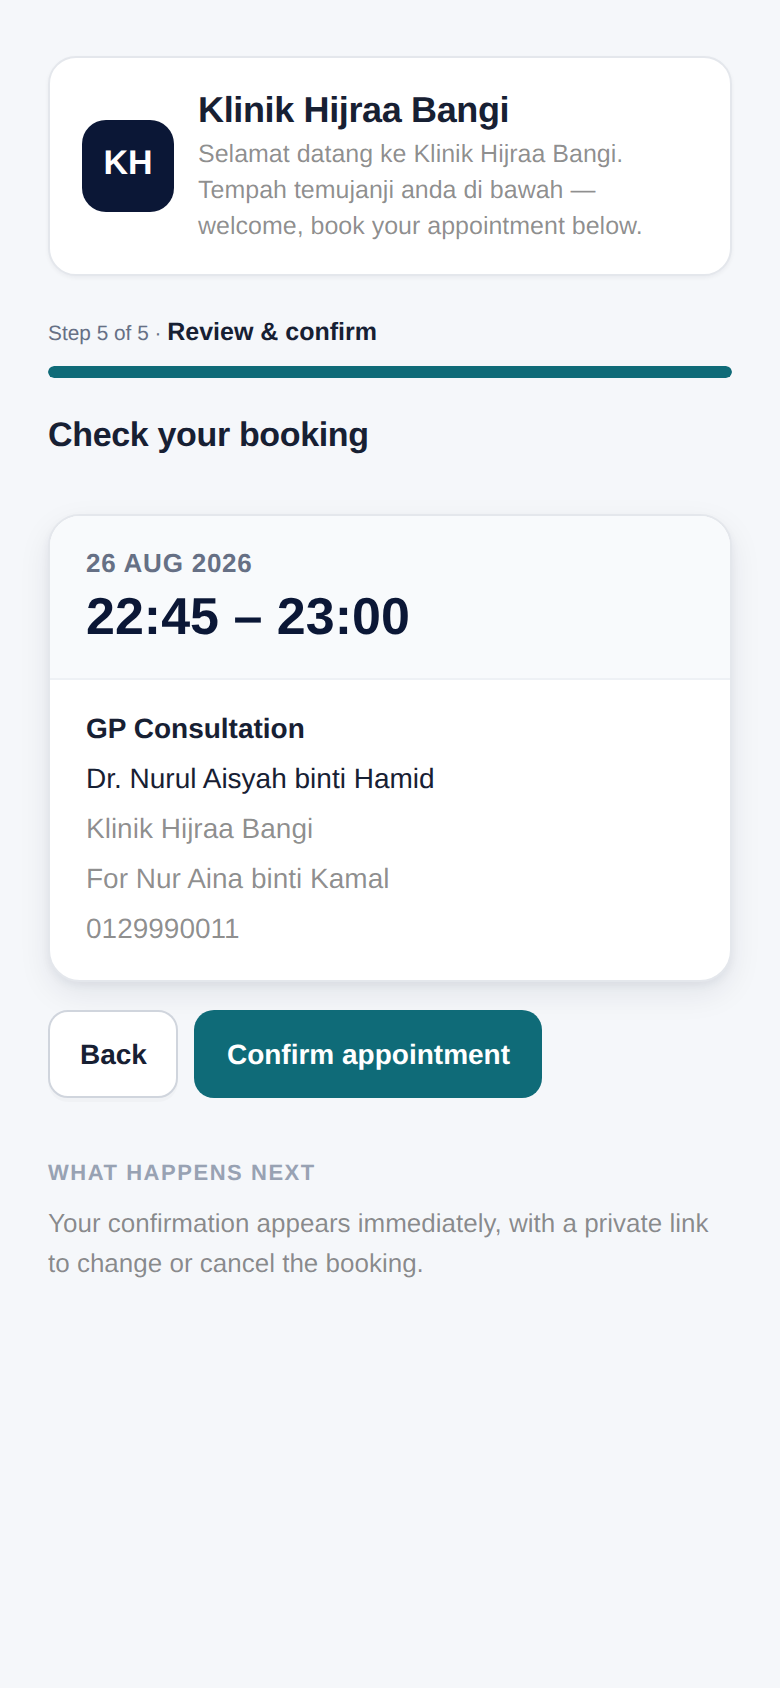 KH
Klinik Hijraa Bangi
Selamat datang ke Klinik Hijraa Bangi.
Tempah temujanji anda di bawah —
welcome, book your appointment below.
Step 5 of 5 · Review & confirm
Check your booking
26 AUG 2026
22:45 – 23:00
GP Consultation
Dr. Nurul Aisyah binti Hamid
Klinik Hijraa Bangi
For Nur Aina binti Kamal
0129990011
Back
Confirm appointment
WHAT HAPPENS NEXT
Your confirmation appears immediately, with a private link
to change or cancel the booking.